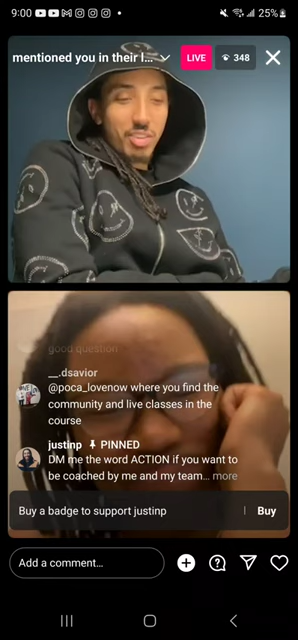 9:00
25%
mentioned you in their l...
LIVE
348
good question
__.dsavior
@poca_lovenow where you find the
community and live classes in the
course
justinp PINNED
DM me the word ACTION if you want to
be coached by me and my team... more
Buy a badge to support justinp
Buy
Add a comment...